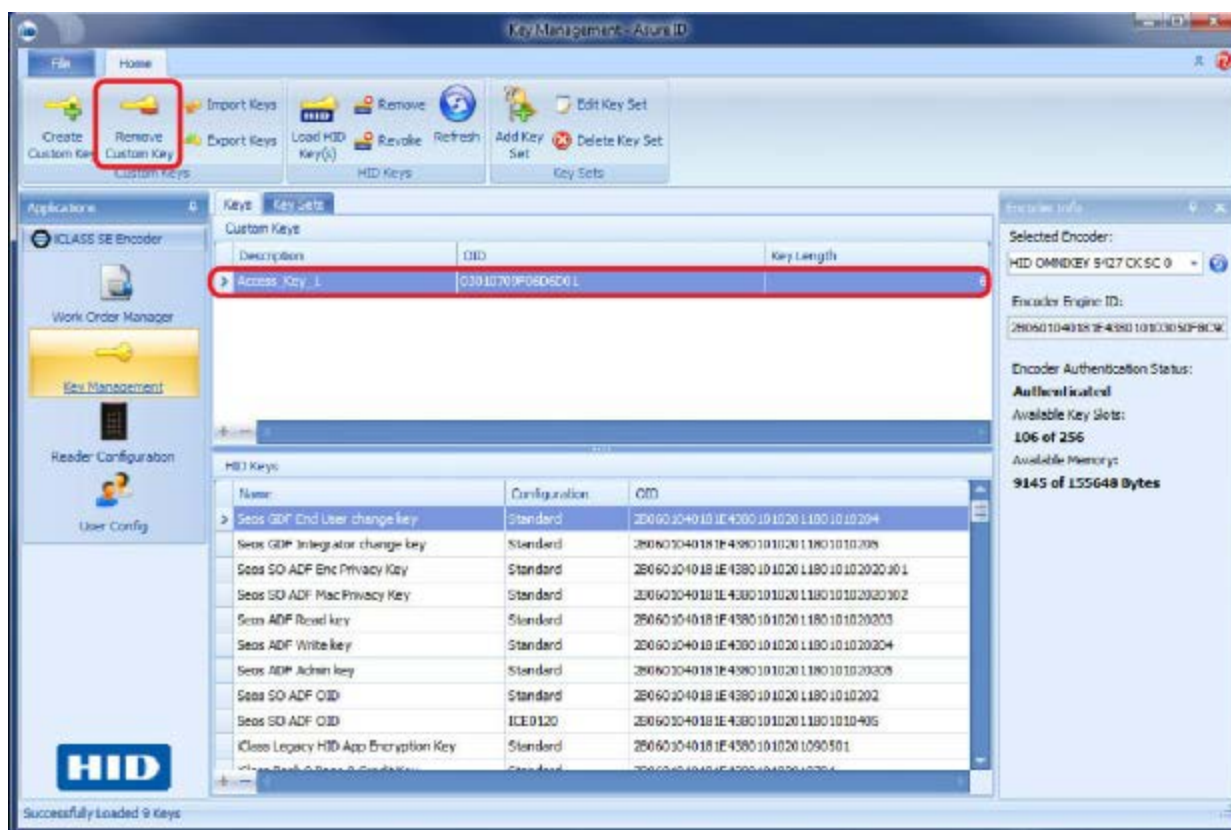 Key Management - Asure ID
File
Home
Create Custom Key
Remove Custom Key
Import Keys
Export Keys
Custom Keys
Load HID Key(s)
Remove
Revoke
Refresh
HID Keys
Add Key Set
Edit Key Set
Delete Key Set
Key Sets
Applications
iCLASS SE Encoder
Work Order Manager
Key Management
Reader Configuration
User Config
HID
Keys
Key Sets
Custom Keys
Description
OID
Key Length
Access_Key_1
6
HID Keys
Name
Configuration
OID
Seos GDF End User change key
Standard
Seos GDF Integrator change key
Standard
Seos SO ADF Enc Privacy Key
Standard
Seos SO ADF Mac Privacy Key
Standard
Seos ADF Read key
Standard
Seos ADF Write key
Standard
Seos ADF Admin key
Standard
Seos SO ADF OID
Standard
Seos SO ADF OID
ICE0120
iClass Legacy HID App Encryption Key
Standard
Encoder Info
Selected Encoder:
HID OMNIKEY 5427 CK SC 0
Encoder Engine ID:
Encoder Authentication Status:
Authenticated
Available Key Slots:
106 of 256
Available Memory:
9145 of 155648 Bytes
Successfully Loaded 9 Keys